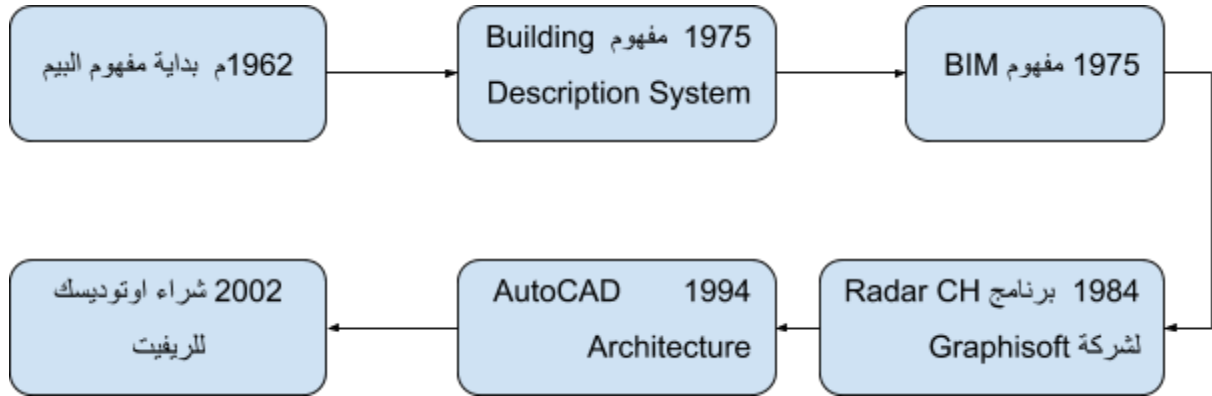 1962م بداية مفهوم البيم
1975 مفهوم Building
Description System
1975 مفهوم BIM
1984 برنامج Radar CH
لشركة Graphisoft
1994 AutoCAD
Architecture
2002 شراء اوتوديسك
للريفيت